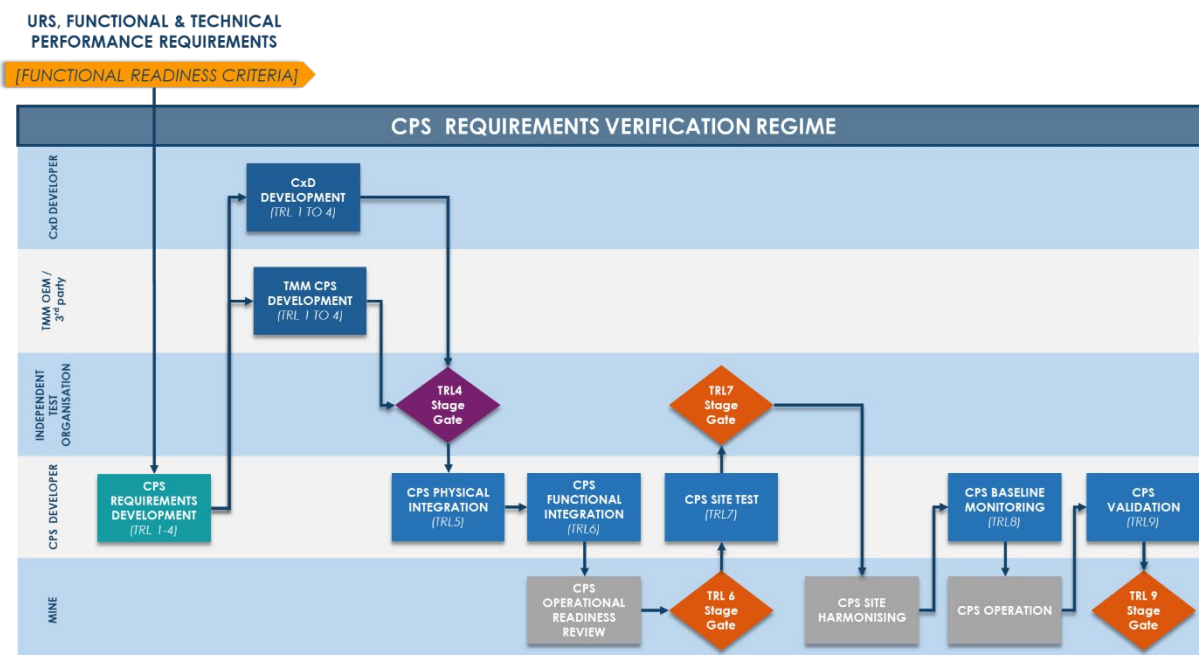 URS, FUNCTIONAL & TECHNICAL
PERFORMANCE REQUIREMENTS
[FUNCTIONAL READINESS CRITERIA]
CPS REQUIREMENTS VERIFICATION REGIME
CxD DEVELOPER
CxD
DEVELOPMENT
(TRL 1 TO 4)
TMM OEM /
3rd party
TMM CPS
DEVELOPMENT
(TRL 1 TO 4)
INDEPENDENT
TEST
ORGANISATION
TRL4
Stage
Gate
TRL7
Stage
Gate
CPS DEVELOPER
CPS
REQUIREMENTS
DEVELOPMENT
(TRL 1-4)
CPS PHYSICAL
INTEGRATION
(TRL5)
CPS
FUNCTIONAL
INTEGRATION
(TRL6)
CPS SITE TEST
(TRL7)
CPS BASELINE
MONITORING
(TRL8)
CPS
VALIDATION
(TRL9)
MINE
CPS
OPERATIONAL
READINESS
REVIEW
TRL 6
Stage
Gate
CPS SITE
HARMONISING
CPS OPERATION
TRL 9
Stage
Gate